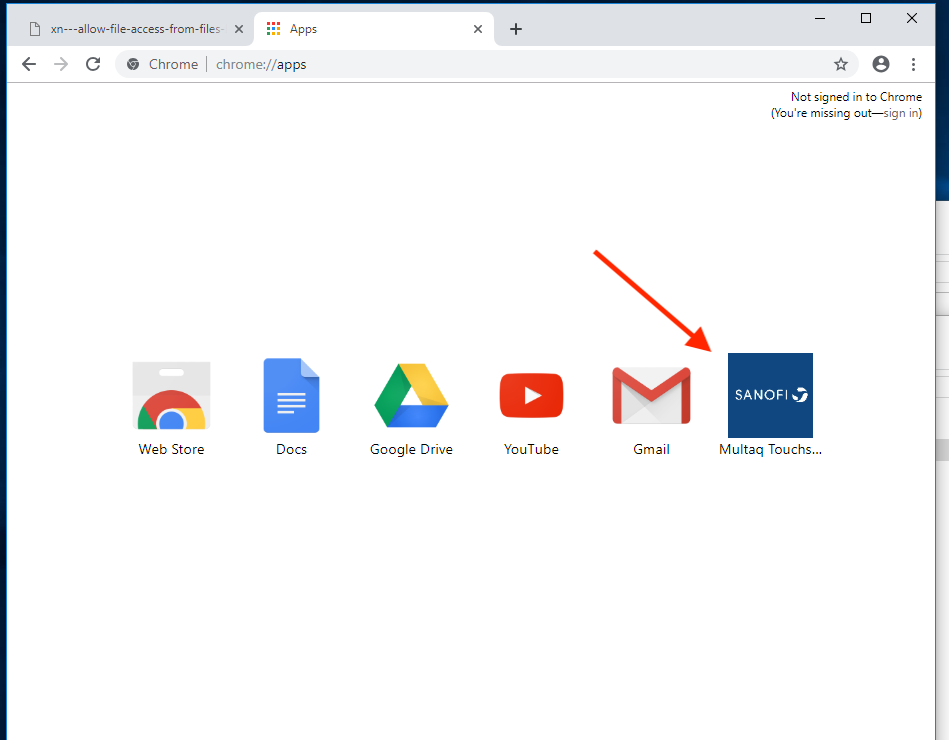 xn---allow-file-access-from-files-
Apps
Chrome | chrome://apps
Not signed in to Chrome
(You're missing out—sign in)
SANOFI
Web Store
Docs
Google Drive
YouTube
Gmail
Multaq Touchs...